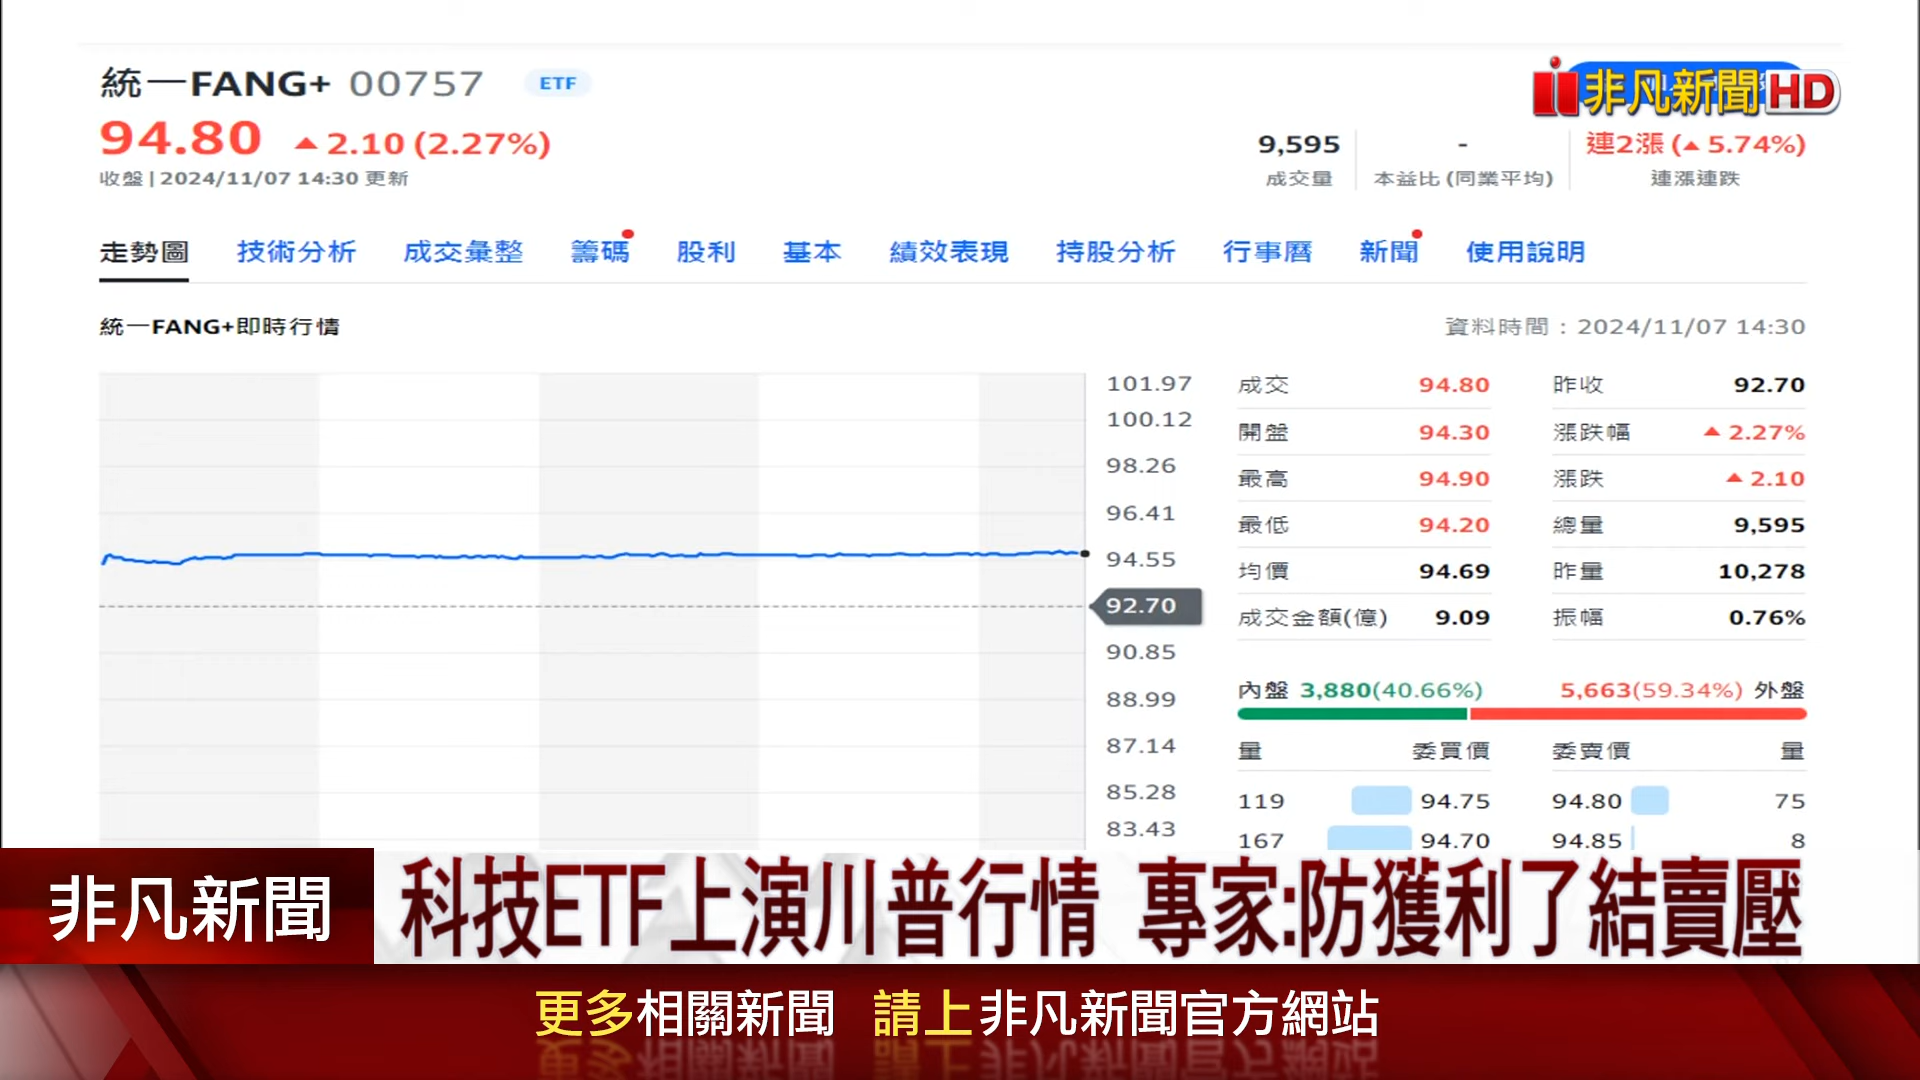 統一FANG+ 00757 ETF
非凡新聞HD
94.80 ▲ 2.10 (2.27%)
收盤 | 2024/11/07 14:30 更新
9,595 - 連2漲 (▲ 5.74%)
成交量 本益比 (同業平均) 連漲連跌
走勢圖 技術分析 成交彙整 籌碼 股利 基本 績效表現 持股分析 行事曆 新聞 使用說明
統一FANG+即時行情 資料時間：2024/11/07 14:30
101.97
100.12
98.26
96.41
94.55
92.70
90.85
88.99
87.14
85.28
83.43
成交 94.80 昨收 92.70
開盤 94.30 漲跌幅 ▲ 2.27%
最高 94.90 漲跌 ▲ 2.10
最低 94.20 總量 9,595
均價 94.69 昨量 10,278
成交金額(億) 9.09 振幅 0.76%
內盤 3,880(40.66%) 5,663(59.34%) 外盤
量 委買價 委賣價 量
119 94.75 94.80 75
167 94.70 94.85 8
非凡新聞
科技ETF上演川普行情 專家:防獲利了結賣壓
更多相關新聞 請上非凡新聞官方網站